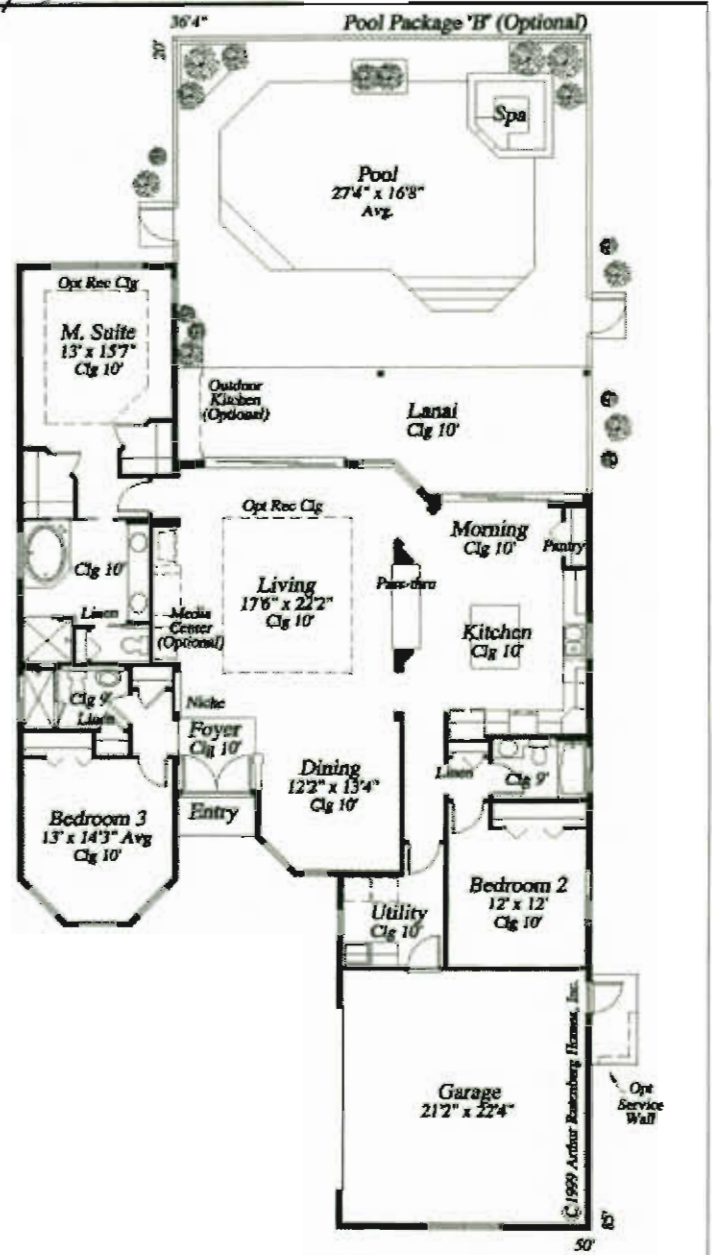 36'4"
Pool Package "B" (Optional)
20'
Spa
Pool
27'4" x 16'8"
Avg.
Opt Rec Clg
M. Suite
13' x 15'7"
Clg 10'
Outdoor
Kitchen
(Optional)
Lanai
Clg 10'
Opt Rec Clg
Morning
Clg 10'
Pantry
Clg 10'
Living
17'6" x 22'2"
Clg 10'
Pass-thru
Linen
Media
Center
(Optional)
Kitchen
Clg 10'
Clg 9'
Linen
Niche
Foyer
Clg 10'
Dining
12'2" x 13'4"
Clg 10'
Linen
Clg 9'
Entry
Bedroom 3
13' x 14'3" Avg
Clg 10'
Bedroom 2
12' x 12'
Clg 10'
Utility
Clg 10'
Garage
21'2" x 22'4"
© 1999 Arthur Rutenberg Homes, Inc.
Opt
Service
Wall
50'